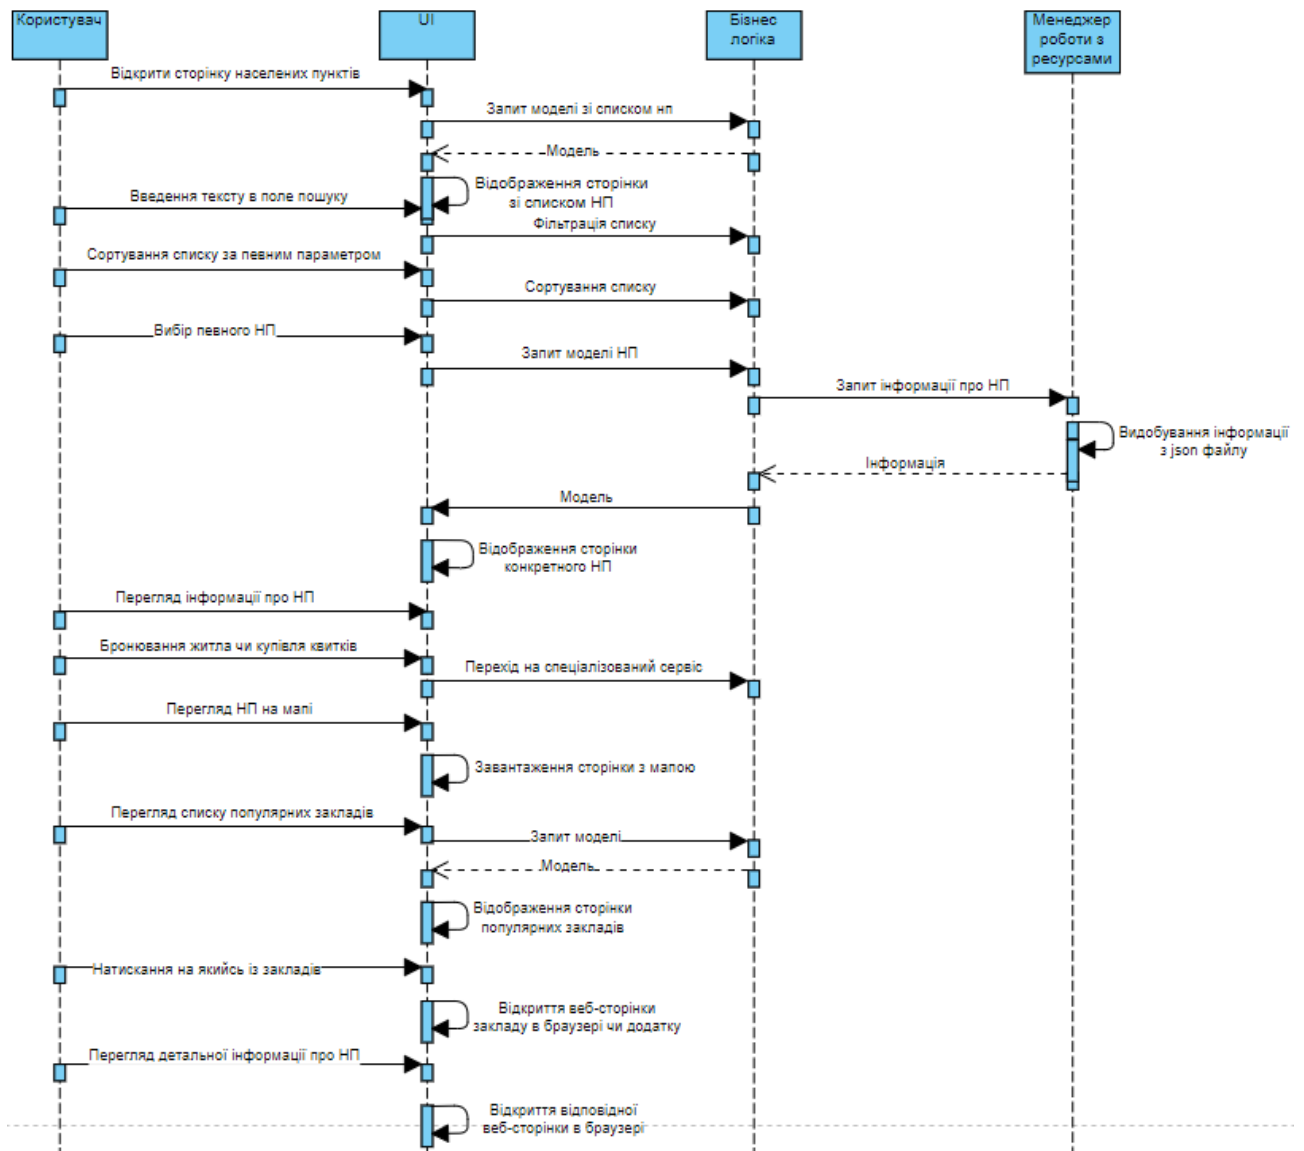 Користувач
UI
Бізнес
логіка
Менеджер
роботи з
ресурсами
Відкрити сторінку населених пунктів
Запит моделі зі списком нп
Модель
Відображення сторінки
зі списком НП
Введення тексту в поле пошуку
Фільтрація списку
Сортування списку за певним параметром
Сортування списку
Вибір певного НП
Запит моделі НП
Запит інформації про НП
Видобування інформації
з json файлу
Інформація
Модель
Відображення сторінки
конкретного НП
Перегляд інформації про НП
Бронювання житла чи купівля квитків
Перехід на спеціалізований сервіс
Перегляд НП на мапі
Завантаження сторінки з мапою
Перегляд списку популярних закладів
Запит моделі
Модель
Відображення сторінки
популярних закладів
Натискання на якийсь із закладів
Відкриття веб-сторінки
закладу в браузері чи додатку
Перегляд детальної інформації про НП
Відкриття відповідної
веб-сторінки в браузері